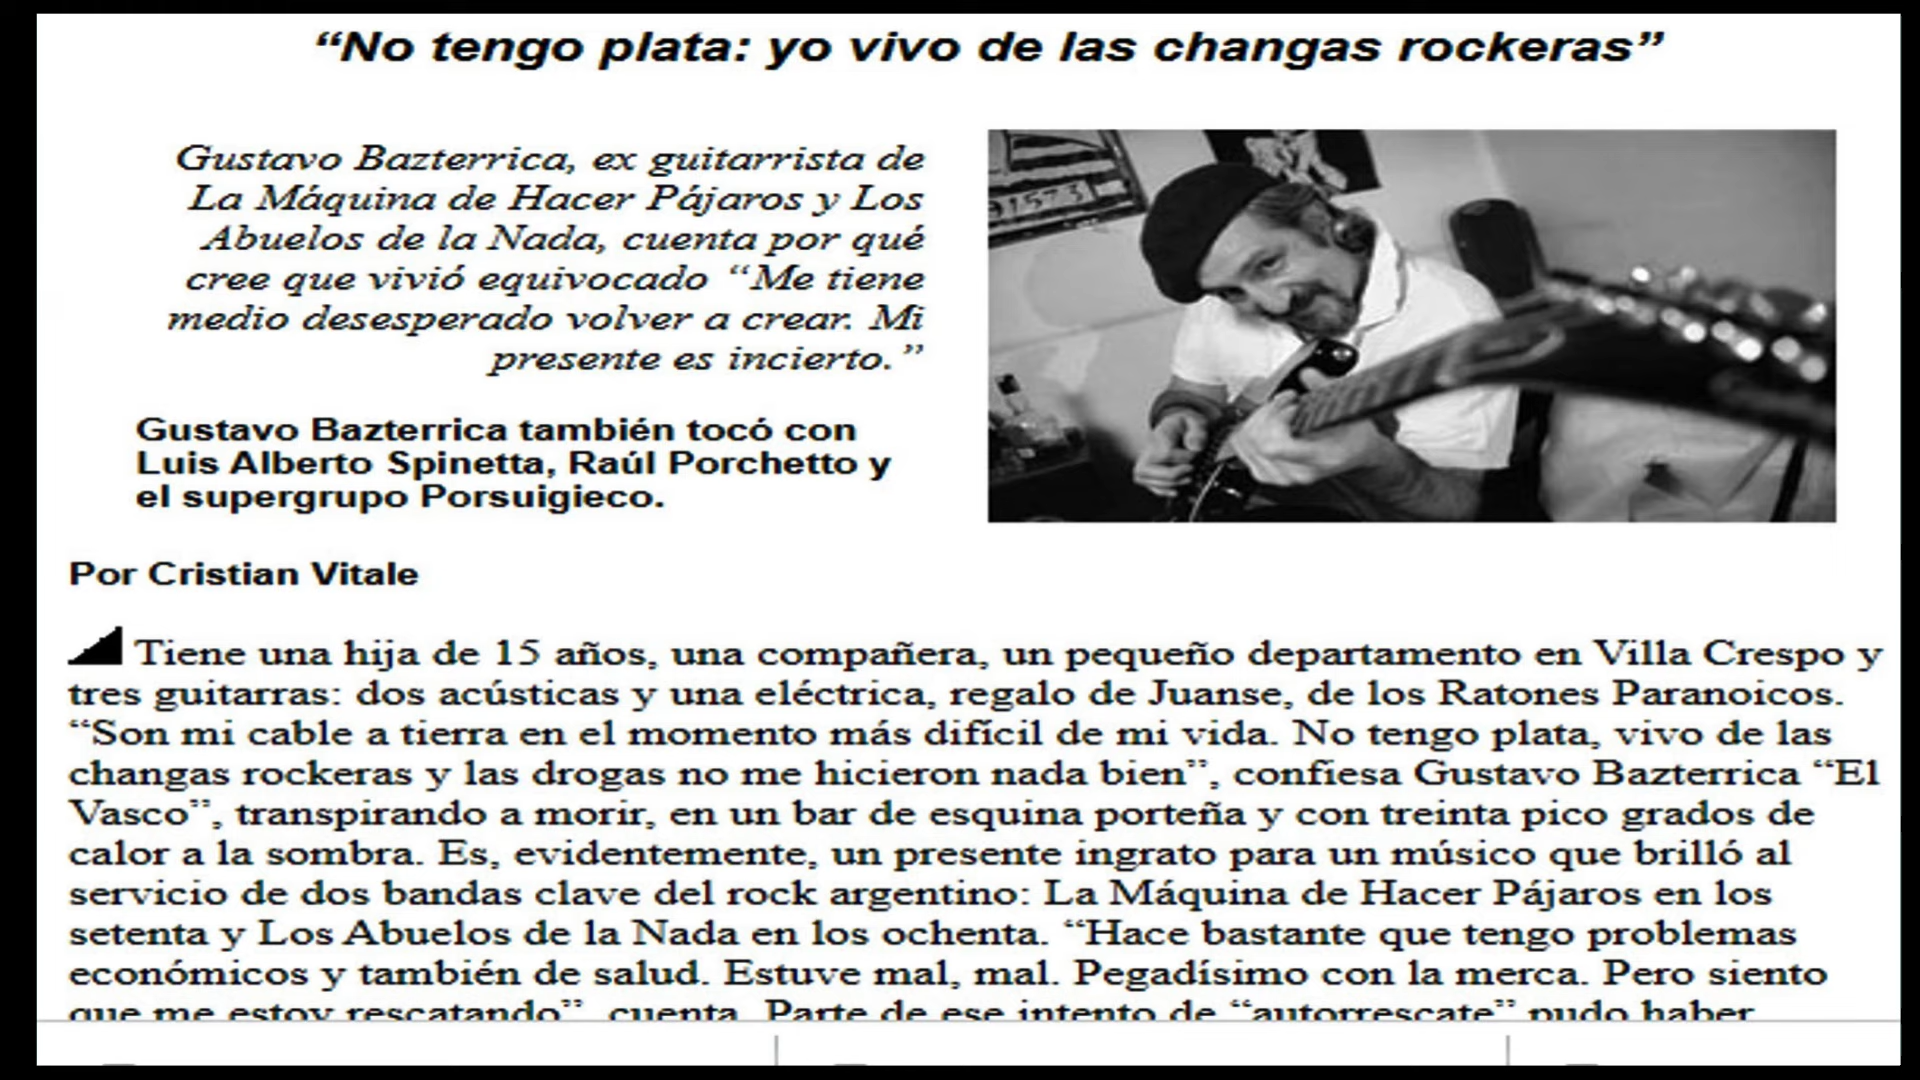 “No tengo plata: yo vivo de las changas rockeras”
Gustavo Bazterrica, ex guitarrista de
La Máquina de Hacer Pájaros y Los
Abuelos de la Nada, cuenta por qué
cree que vivió equivocado “Me tiene
medio desesperado volver a crear. Mi
presente es incierto.”
Gustavo Bazterrica también tocó con
Luis Alberto Spinetta, Raúl Porchetto y
el supergrupo Porsuigieco.
Por Cristian Vitale
Tiene una hija de 15 años, una compañera, un pequeño departamento en Villa Crespo y
tres guitarras: dos acústicas y una eléctrica, regalo de Juanse, de los Ratones Paranoicos.
“Son mi cable a tierra en el momento más difícil de mi vida. No tengo plata, vivo de las
changas rockeras y las drogas no me hicieron nada bien”, confiesa Gustavo Bazterrica “El
Vasco”, transpirando a morir, en un bar de esquina porteña y con treinta pico grados de
calor a la sombra. Es, evidentemente, un presente ingrato para un músico que brilló al
servicio de dos bandas clave del rock argentino: La Máquina de Hacer Pájaros en los
setenta y Los Abuelos de la Nada en los ochenta. “Hace bastante que tengo problemas
económicos y también de salud. Estuve mal, mal. Pegadísimo con la merca. Pero siento
que me estoy rescatando”, cuenta. Parte de ese intento de “autorrescate” pudo haber